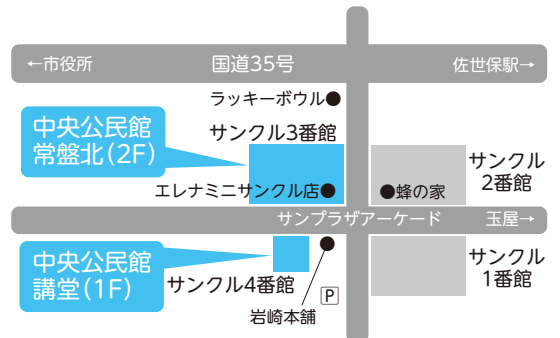 ←市役所
国道35号
佐世保駅→
ラッキーボウル●
中央公民館
常盤北(2F)
サンクル3番館
エレナミニサンクル店●
●蜂の家
サンクル
2番館
サンプラザアーケード
玉屋→
中央公民館
講堂(1F)
サンクル4番館
P
岩崎本舗
サンクル
1番館